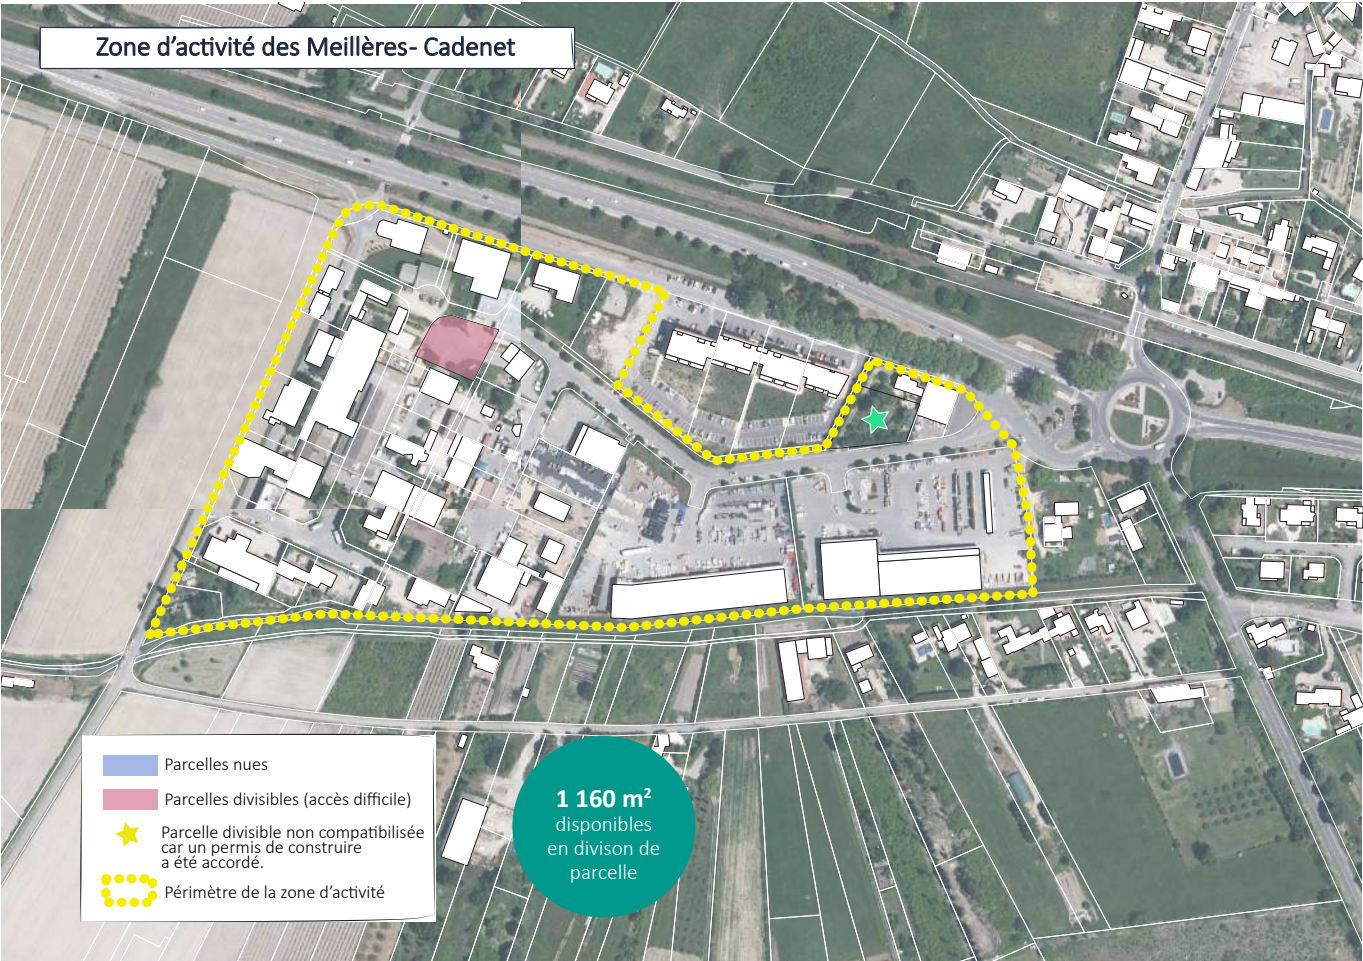 Zone d'activité des Meillères - Cadenet
Parcelles nues
Parcelles divisibles (accès difficile)
Parcelle divisible non compatibilisée
car un permis de construire
a été accordé.
Périmètre de la zone d'activité
1 160 m²
disponibles
en divison de
parcelle